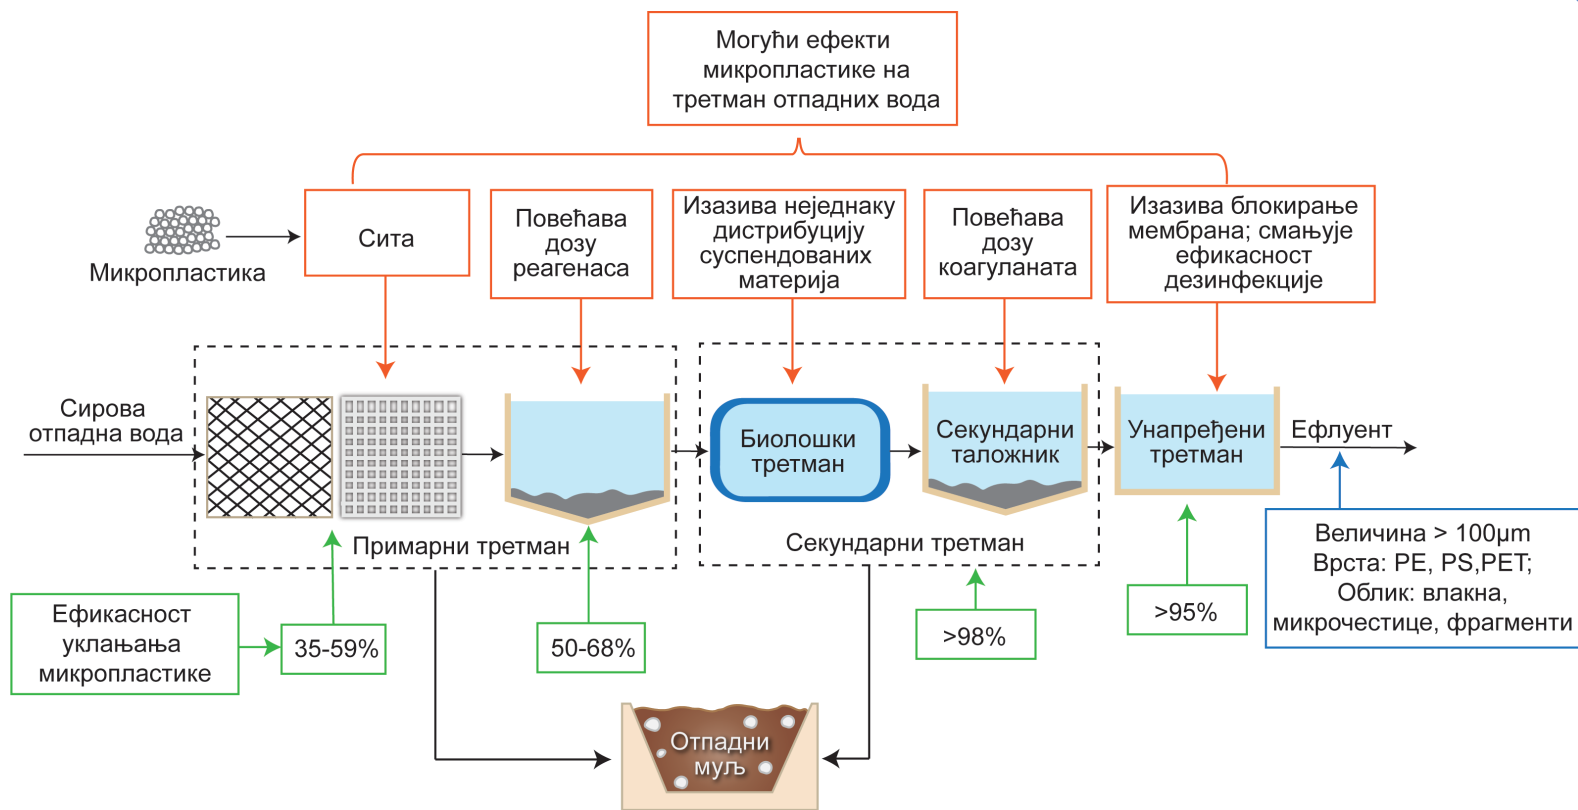 Могући ефекти
микропластике на
третман отпадних вода
Микропластика
Сита
Повећава
дозу
реагенаса
Изазива неједнаку
дистрибуцију
суспендованих
материја
Повећава
дозу
коагуланата
Изазива блокирање
мембрана; смањује
ефикасност
дезинфекције
Сирова
отпадна вода
Примарни третман
Биолошки
третман
Секундарни
таложник
Секундарни третман
Унапређени
третман
Ефлуент
Величина > 100µm
Врста: PE, PS,PET;
Облик: влакна,
микрочестице, фрагменти
Ефикасност
уклањања
микропластике
35-59%
50-68%
>98%
>95%
Отпадни
муљ